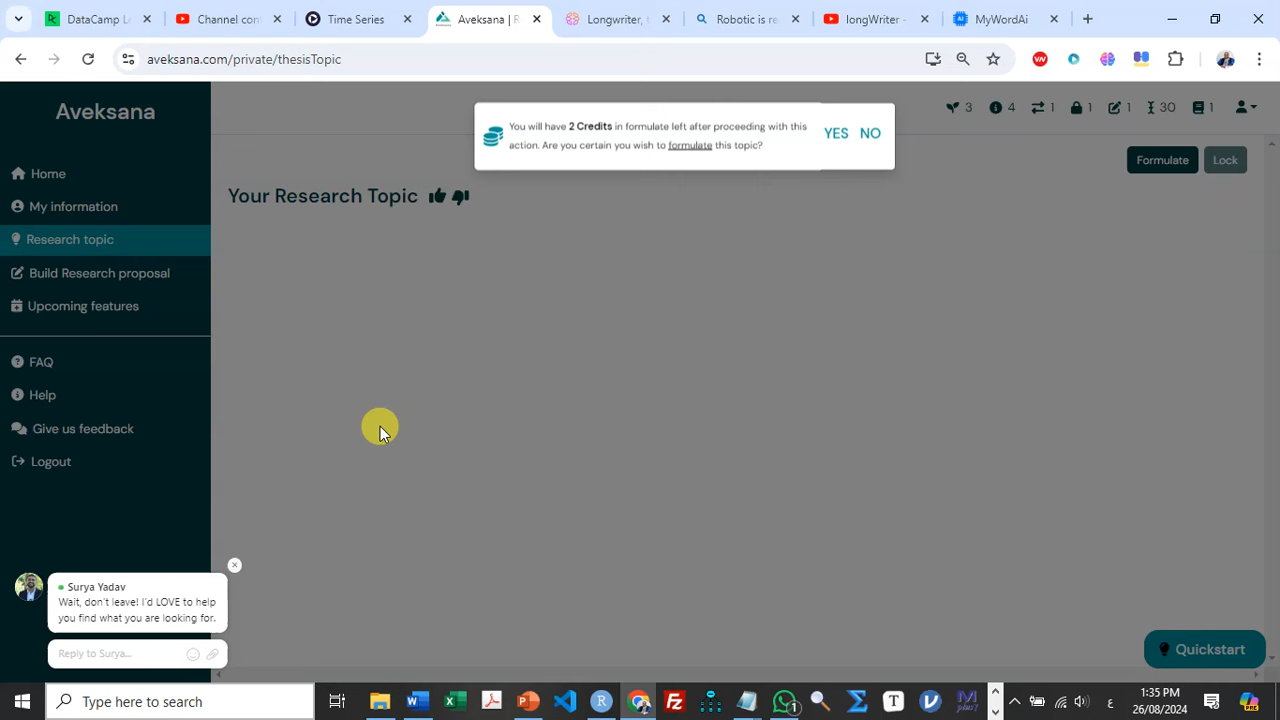 DataCamp L
Channel con
Time Series
Aveksana | R
Longwriter, t
Robotic is re
longWriter -
MyWordAi
aveksana.com/private/thesisTopic
Aveksana
3
4
1
1
1
30
1
You will have 2 Credits in formulate left after proceeding with this
action. Are you certain you wish to formulate this topic?
YES NO
Formulate
Lock
Your Research Topic
Home
My information
Research topic
Build Research proposal
Upcoming features
FAQ
Help
Give us feedback
Logout
Surya Yadav
Wait, don't leave! I'd LOVE to help
you find what you are looking for.
Reply to Surya...
Quickstart
Type here to search
1
1:35 PM
26/08/2024